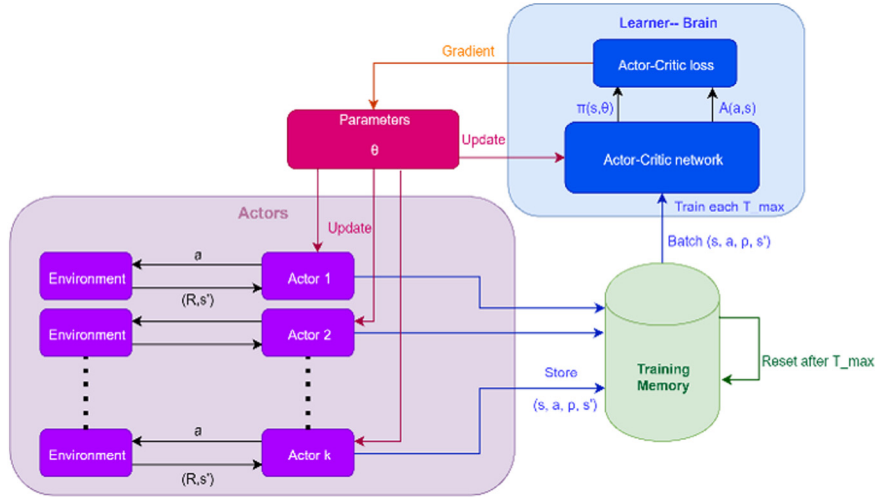 Learner-- Brain
Gradient
Actor-Critic loss
π(s,θ)
A(a,s)
Parameters
θ
Update
Actor-Critic network
Train each T_max
Actors
Update
Batch (s, a, ρ, s')
Environment
a
(R,s')
Actor 1
Environment
Actor 2
Training
Memory
Reset after T_max
Store
(s, a, ρ, s')
Environment
a
(R,s')
Actor k